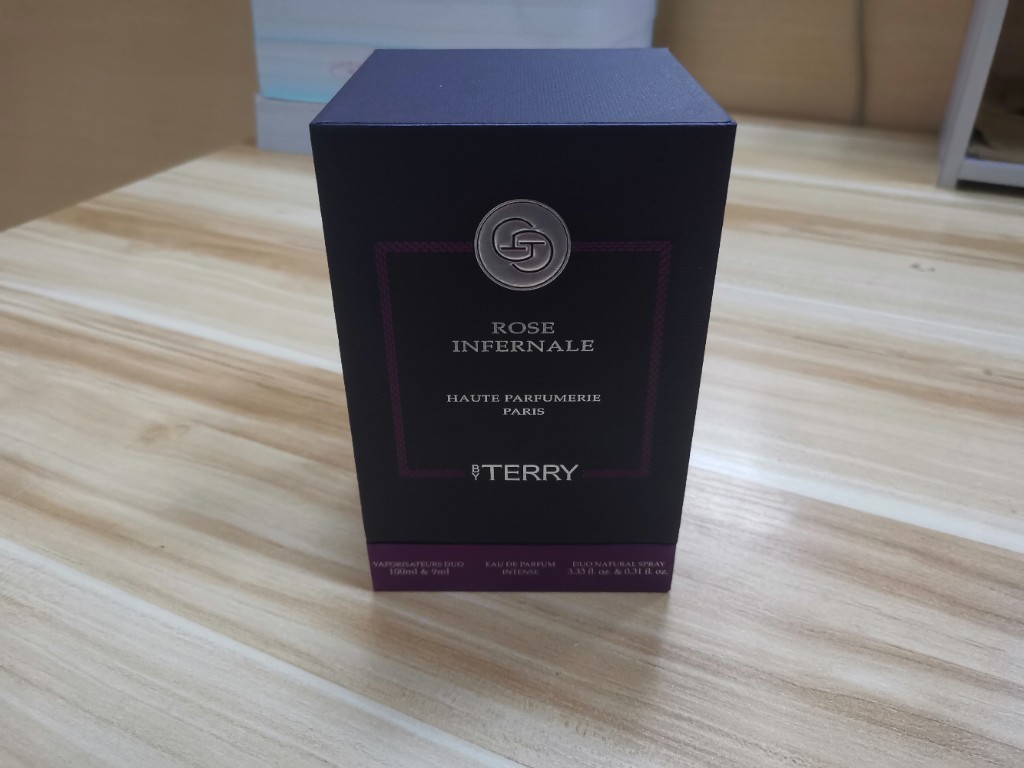 ROSE
INFERNALE
HAUTE PARFUMERIE
PARIS
BY TERRY
VAPORISATEURS DUO
100ml & 9ml
EAU DE PARFUM
INTENSE
DUO NATURAL SPRAY
3.33 fl. oz. & 0.31 fl. oz.